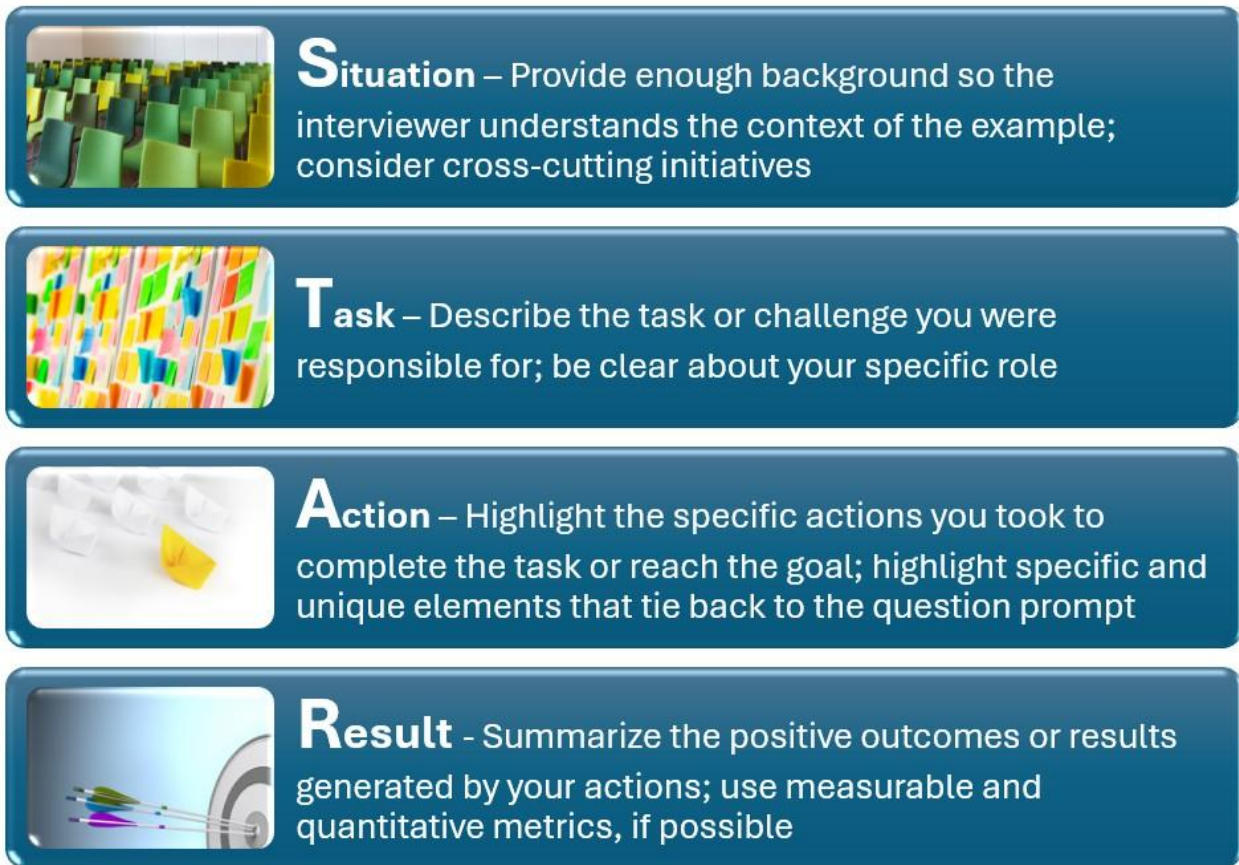 Situation – Provide enough background so the
interviewer understands the context of the example;
consider cross-cutting initiatives
Task – Describe the task or challenge you were
responsible for; be clear about your specific role
Action – Highlight the specific actions you took to
complete the task or reach the goal; highlight specific and
unique elements that tie back to the question prompt
Result - Summarize the positive outcomes or results
generated by your actions; use measurable and
quantitative metrics, if possible